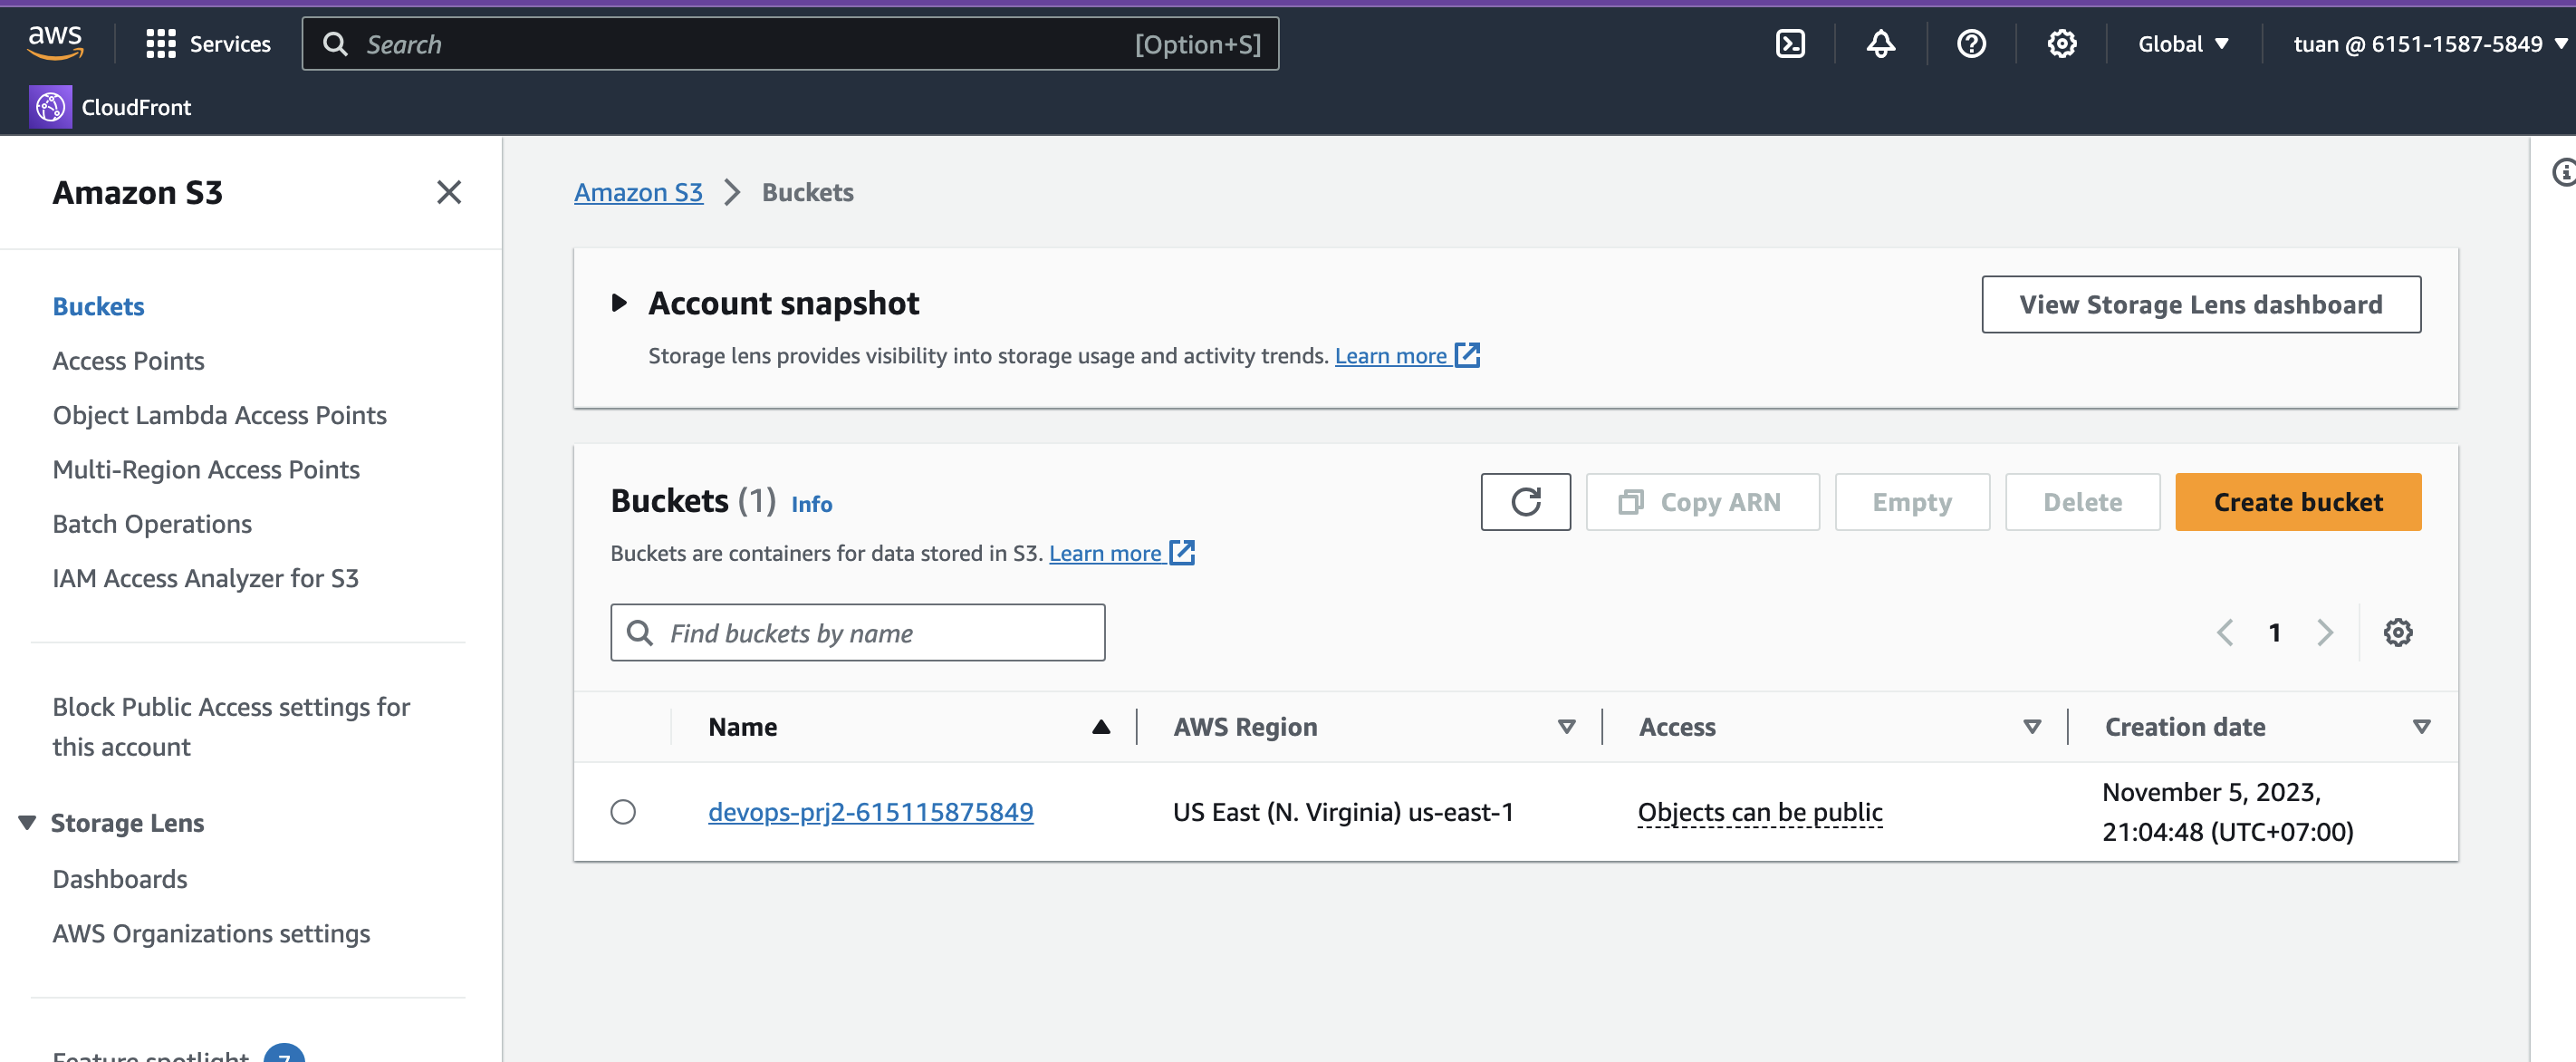 aws
Services
Search
[Option+S]
Global
tuan @ 6151-1587-5849
CloudFront
Amazon S3
Buckets
Access Points
Object Lambda Access Points
Multi-Region Access Points
Batch Operations
IAM Access Analyzer for S3
Block Public Access settings for
this account
Storage Lens
Dashboards
AWS Organizations settings
Feature spotlight 7
Amazon S3 > Buckets
Account snapshot
View Storage Lens dashboard
Storage lens provides visibility into storage usage and activity trends. Learn more
Buckets (1) Info
Copy ARN
Empty
Delete
Create bucket
Buckets are containers for data stored in S3. Learn more
Find buckets by name
1
Name
AWS Region
Access
Creation date
devops-prj2-615115875849
US East (N. Virginia) us-east-1
Objects can be public
November 5, 2023,
21:04:48 (UTC+07:00)